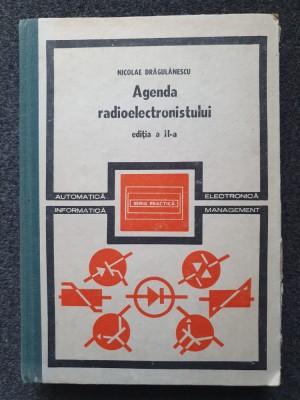 NICOLAE DRĂGULĂNESCU
Agenda
radioelectronistului
ediția a II-a
AUTOMATICĂ
ELECTRONICĂ
SERIA PRACTICĂ
INFORMATICĂ
MANAGEMENT